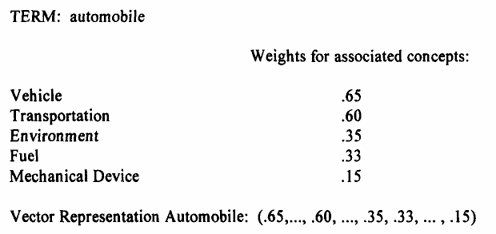 TERM: automobile
Weights for associated concepts:
Vehicle .65
Transportation .60
Environment .35
Fuel .33
Mechanical Device .15
Vector Representation Automobile: (.65,..., .60, ..., .35, .33, ... , .15)